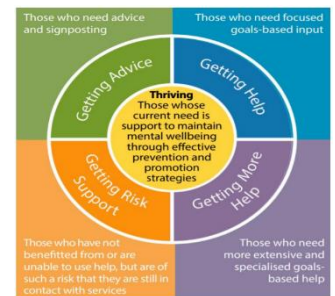 Those who need advice
and signposting
Those who need focused
goals-based input
Getting Advice
Getting Help
Thriving
Those whose
current need is
support to maintain
mental wellbeing
through effective
prevention and
promotion
strategies
Getting Risk
Support
Getting More
Help
Those who have not
benefitted from or are
unable to use help, but are of
such a risk that they are still in
contact with services
Those who need
more extensive and
specialised goals-
based help